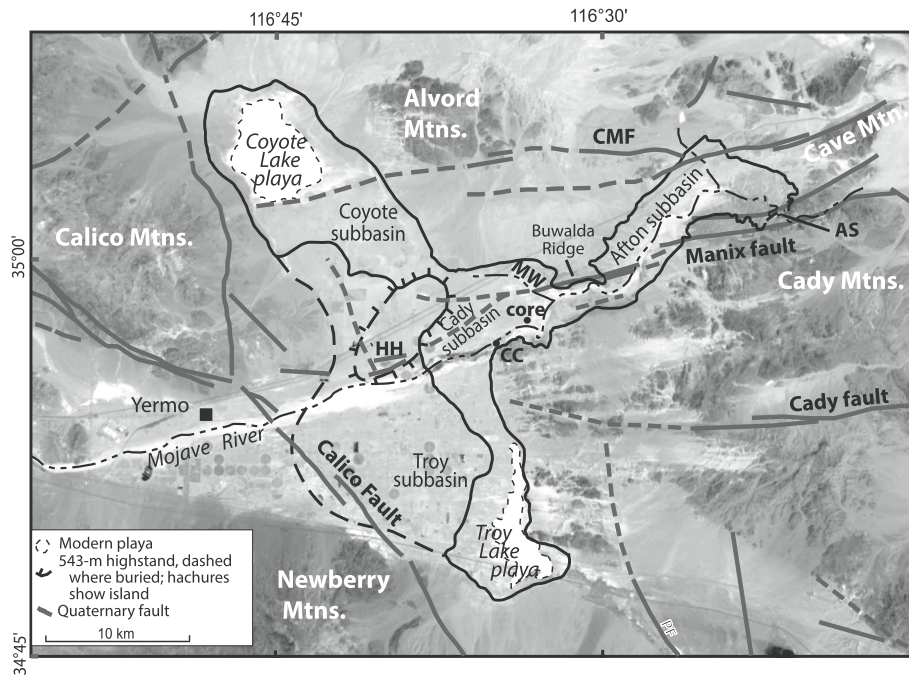 116°45'
116°30'
35°00'
34°45'
Alvord
Mtns.
CMF
Cave Mtn.
Coyote
Lake
playa
Coyote
subbasin
Calico Mtns.
Buwalda
Ridge
Afton subbasin
AS
Manix fault
Cady Mtns.
MW
core
Cady
subbasin
HH
CC
Yermo
Mojave River
Cady fault
Calico Fault
Troy
subbasin
Troy
Lake
playa
Newberry
Mtns.
PF
Modern playa
543-m highstand, dashed
where buried; hachures
show island
Quaternary fault
10 km